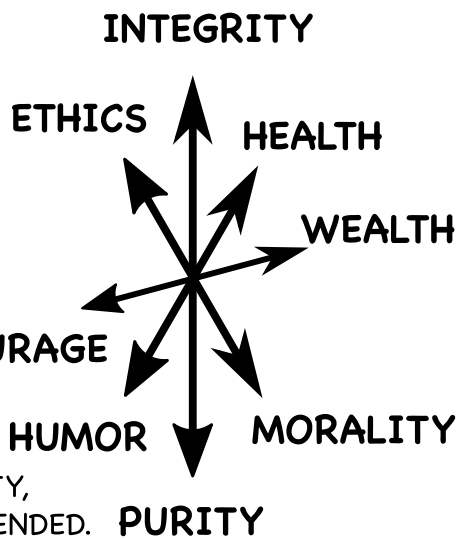 INTEGRITY
ETHICS
HEALTH
WEALTH
URAGE
HUMOR
MORALITY
TY,
ENDED.
PURITY